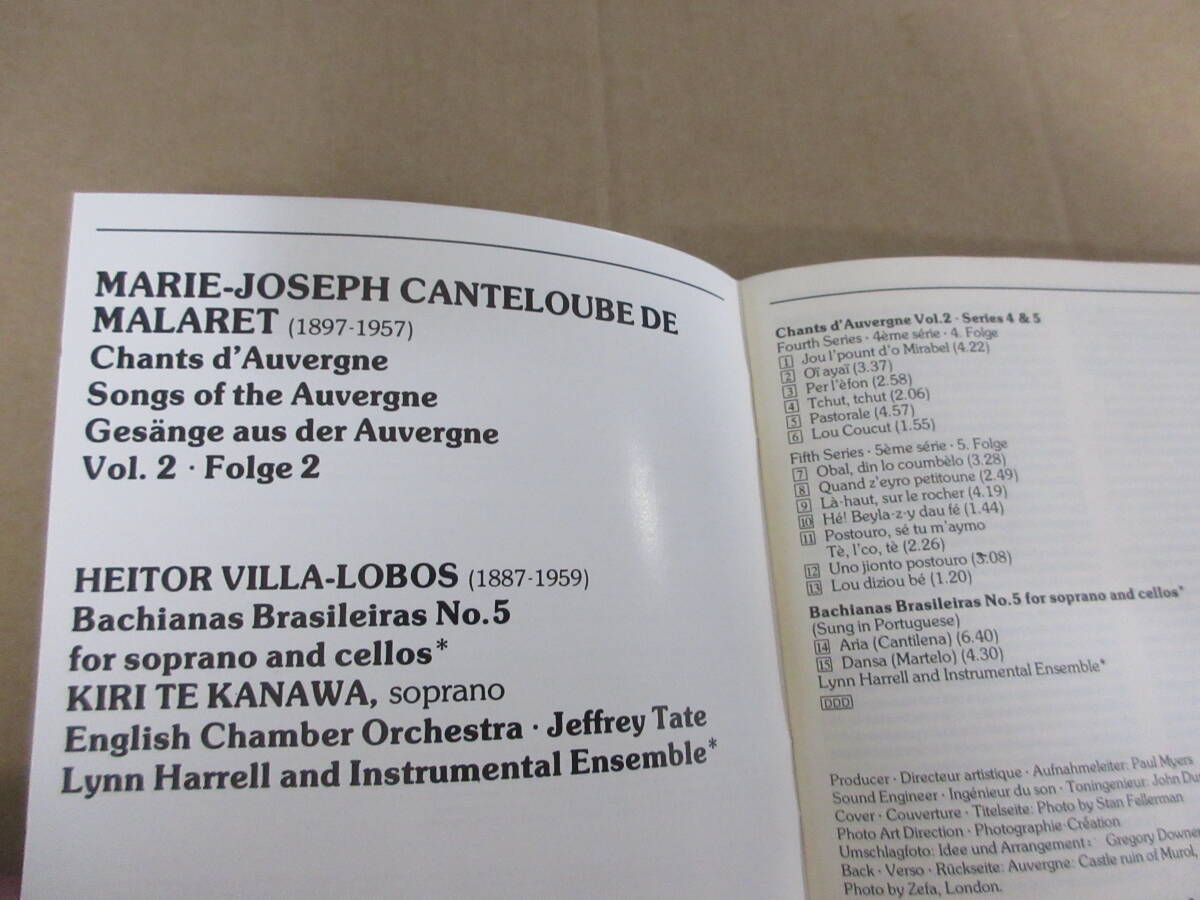 MARIE-JOSEPH CANTELOUBE DE
MALARET (1897-1957)
Chants d'Auvergne
Songs of the Auvergne
Gesänge aus der Auvergne
Vol. 2 · Folge 2
HEITOR VILLA-LOBOS (1887-1959)
Bachianas Brasileiras No.5
for soprano and cellos*
KIRI TE KANAWA, soprano
English Chamber Orchestra · Jeffrey Tate
Lynn Harrell and Instrumental Ensemble*
Chants d'Auvergne Vol.2 · Series 4 & 5
Fourth Series · 4ème série · 4. Folge
1 Jou l'pount d'o Mirabel (4.22)
2 Oï ayaï (3.37)
3 Per l'èfon (2.58)
4 Tchut, tchut (2.06)
5 Pastorale (4.57)
6 Lou Coucut (1.55)
Fifth Series · 5ème série · 5. Folge
7 Obal, din lo coumbèlo (3.28)
8 Quand z'eyro petitoune (2.49)
9 Là-haut, sur le rocher (4.19)
10 Hé! Beyla-z-y dau fé (1.44)
11 Postouro, sé tu m'aymo
Tè, l'co, tè (2.26)
12 Uno jionto postouro (3.08)
13 Lou diziou bé (1.20)
Bachianas Brasileiras No.5 for soprano and cellos*
(Sung in Portuguese)
14 Aria (Cantilena) (6.40)
15 Dansa (Martelo) (4.30)
Lynn Harrell and Instrumental Ensemble*
DDD
Producer · Directeur artistique · Aufnahmeleiter: Paul Myers
Sound Engineer · Ingénieur du son · Toningenieur: John
Cover · Couverture · Titelseite: Photo by Stan Fellerman
Photo Art Direction · Photographie-Création
Umschlagfoto: Idee und Arrangement: Gregory
Back · Verso · Rückseite: Auvergne: Castle ruin of Murol,
Photo by Zefa, London.